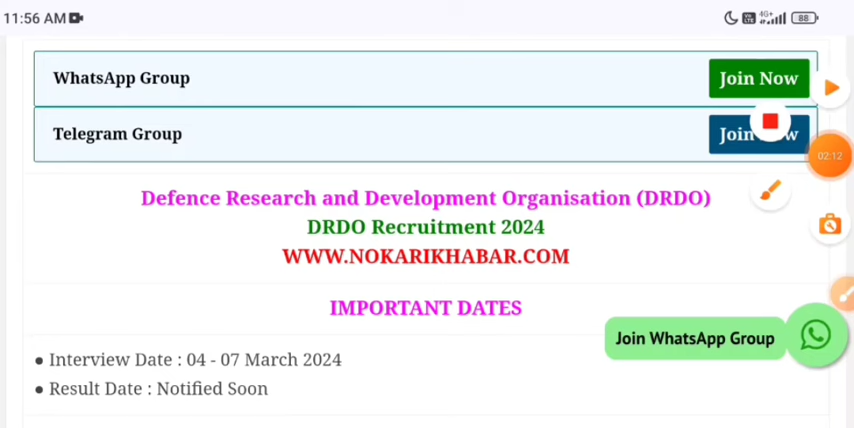 11:56 AM
4G+
88
WhatsApp Group
Join Now
Telegram Group
02:12
Defence Research and Development Organisation (DRDO)
DRDO Recruitment 2024
WWW.NOKARIKHABAR.COM
IMPORTANT DATES
Join WhatsApp Group
● Interview Date : 04 - 07 March 2024
● Result Date : Notified Soon